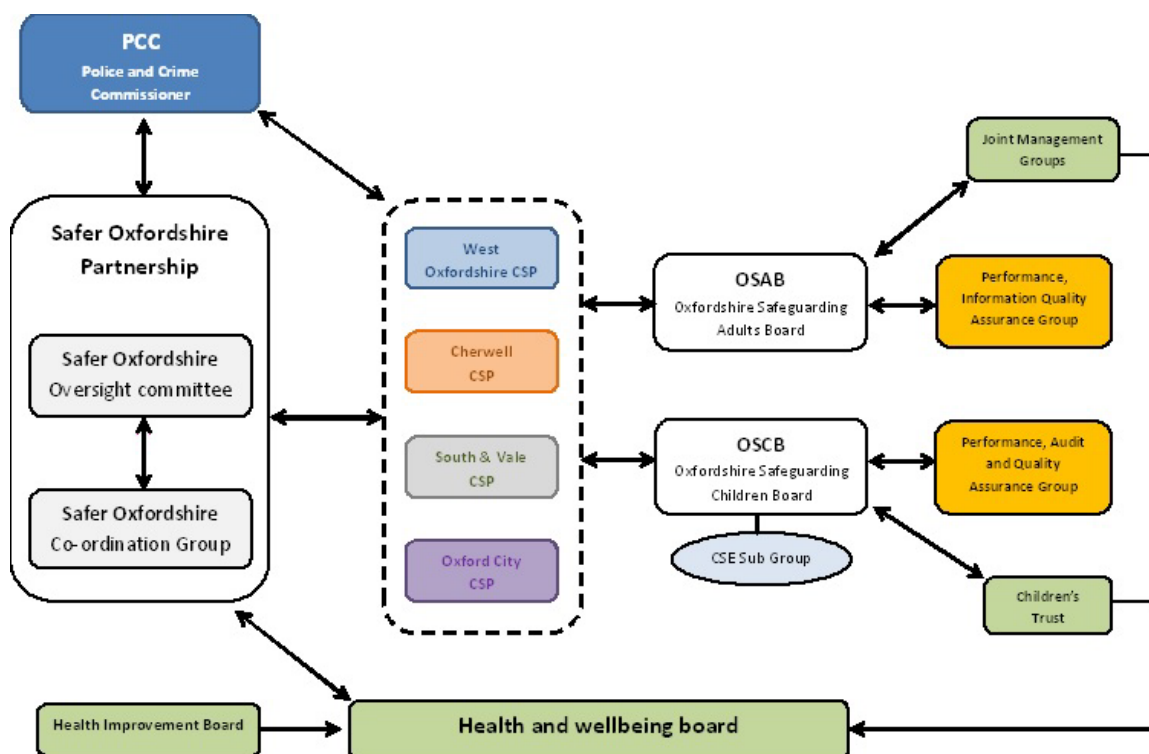 PCC
Police and Crime
Commissioner
Joint Management
Groups
Safer Oxfordshire
Partnership
West
Oxfordshire CSP
OSAB
Oxfordshire Safeguarding
Adults Board
Performance,
Information Quality
Assurance Group
Safer Oxfordshire
Oversight committee
Cherwell
CSP
South & Vale
CSP
OSCB
Oxfordshire Safeguarding
Children Board
Performance, Audit
and Quality
Assurance Group
Safer Oxfordshire
Co-ordination Group
CSE Sub Group
Oxford City
CSP
Children's
Trust
Health Improvement Board
Health and wellbeing board